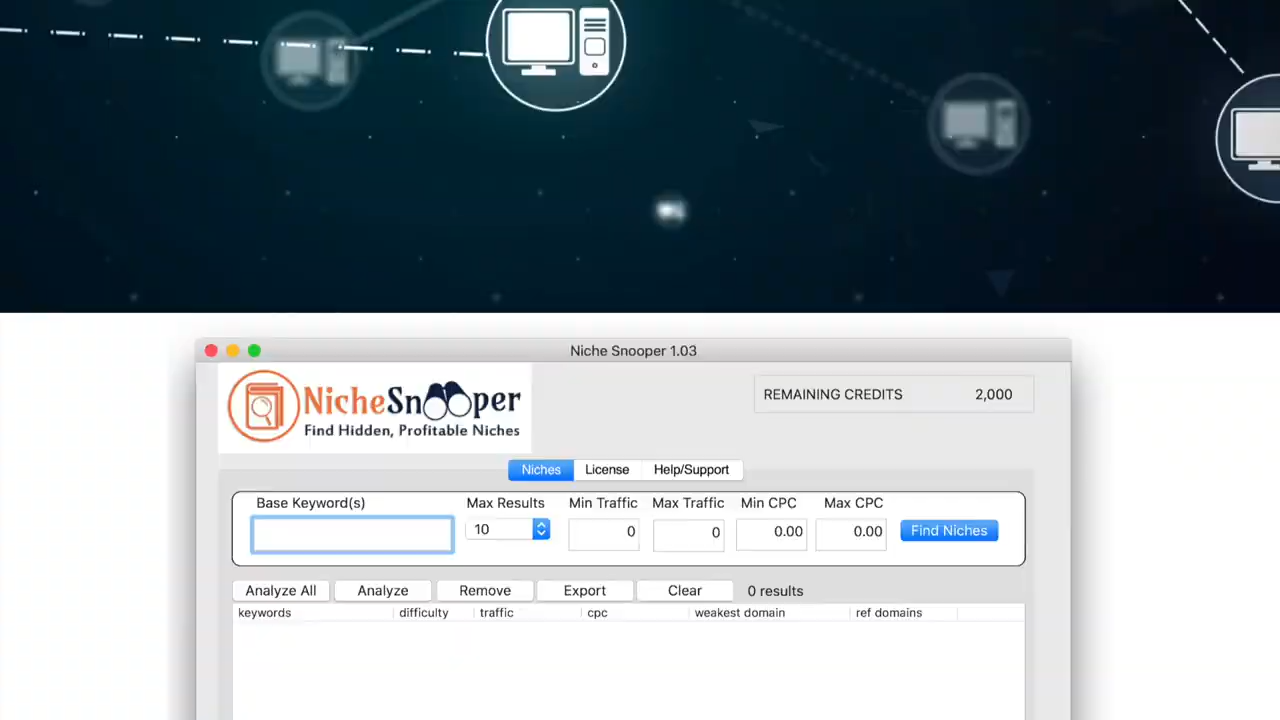 Niche Snooper 1.03
NicheSnooper
Find Hidden, Profitable Niches
REMAINING CREDITS 2,000
Niches License Help/Support
Base Keyword(s) Max Results Min Traffic Max Traffic Min CPC Max CPC
10 0 0 0.00 0.00 Find Niches
Analyze All Analyze Remove Export Clear 0 results
keywords difficulty traffic cpc weakest domain ref domains